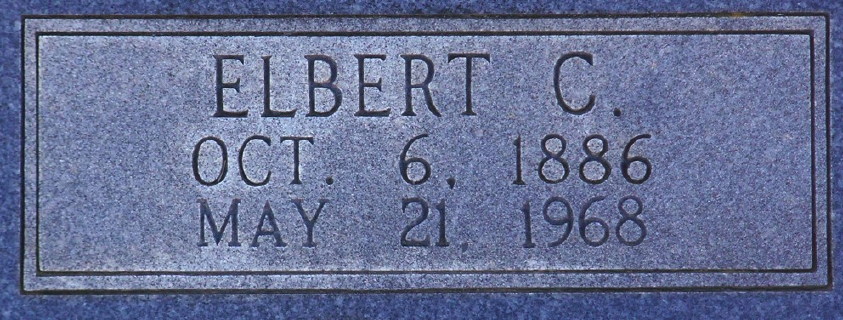 ELBERT C.
OCT. 6, 1886
MAY 21, 1968